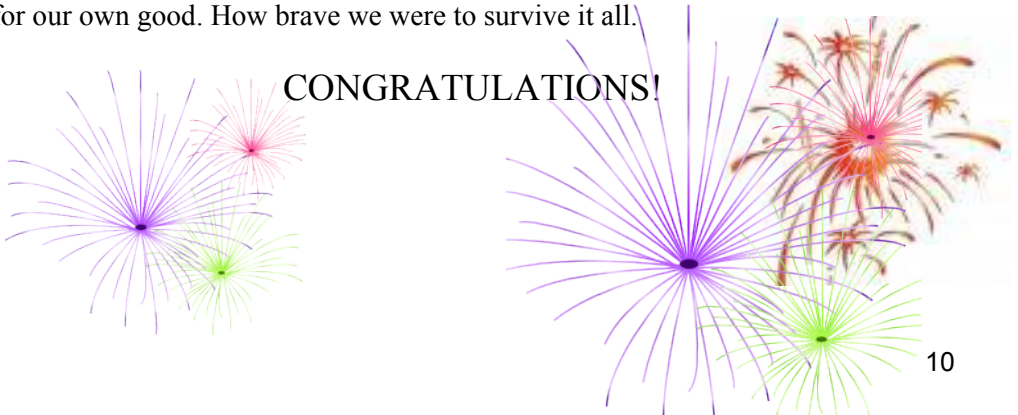 for our own good. How brave we were to survive it all.
CONGRATULATIONS!
10